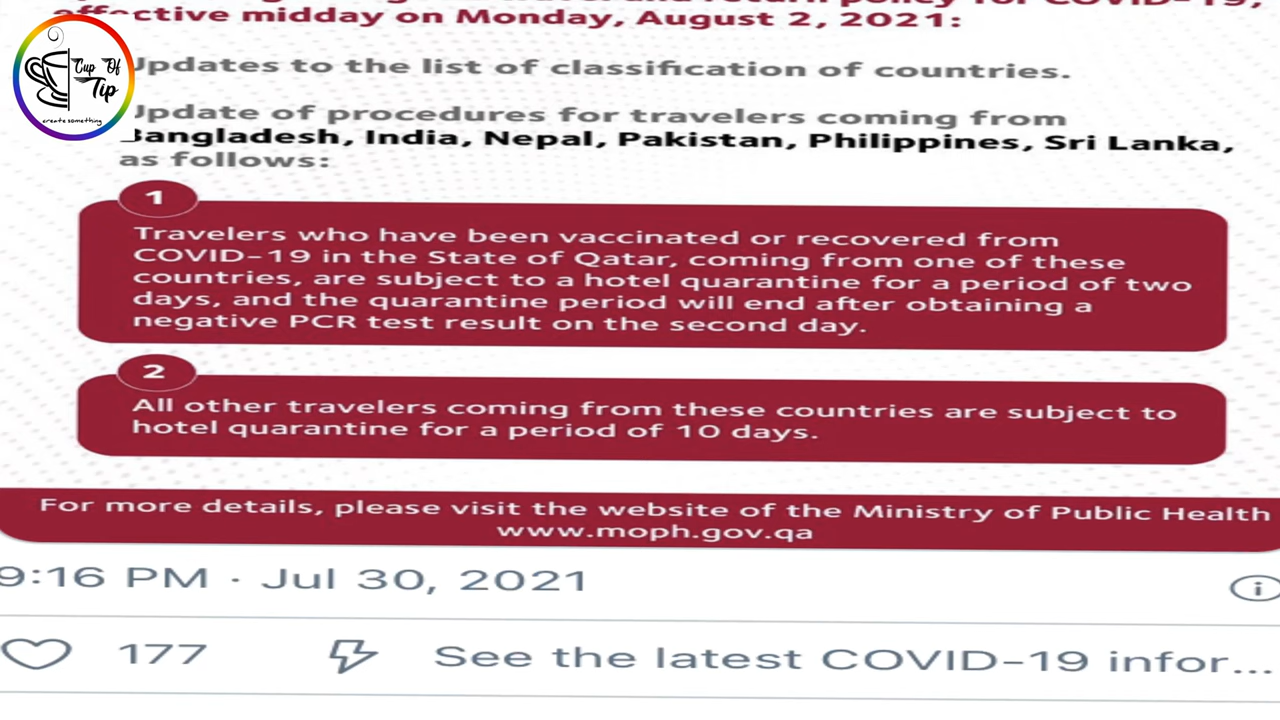 effective midday on Monday, August 2, 2021:
Cup Of
Tip
create something
Updates to the list of classification of countries.
Update of procedures for travelers coming from
Bangladesh, India, Nepal, Pakistan, Philippines, Sri Lanka,
as follows:
1
Travelers who have been vaccinated or recovered from
COVID-19 in the State of Qatar, coming from one of these
countries, are subject to a hotel quarantine for a period of two
days, and the quarantine period will end after obtaining a
negative PCR test result on the second day.
2
All other travelers coming from these countries are subject to
hotel quarantine for a period of 10 days.
For more details, please visit the website of the Ministry of Public Health
www.moph.gov.qa
9:16 PM · Jul 30, 2021
177
See the latest COVID-19 infor...